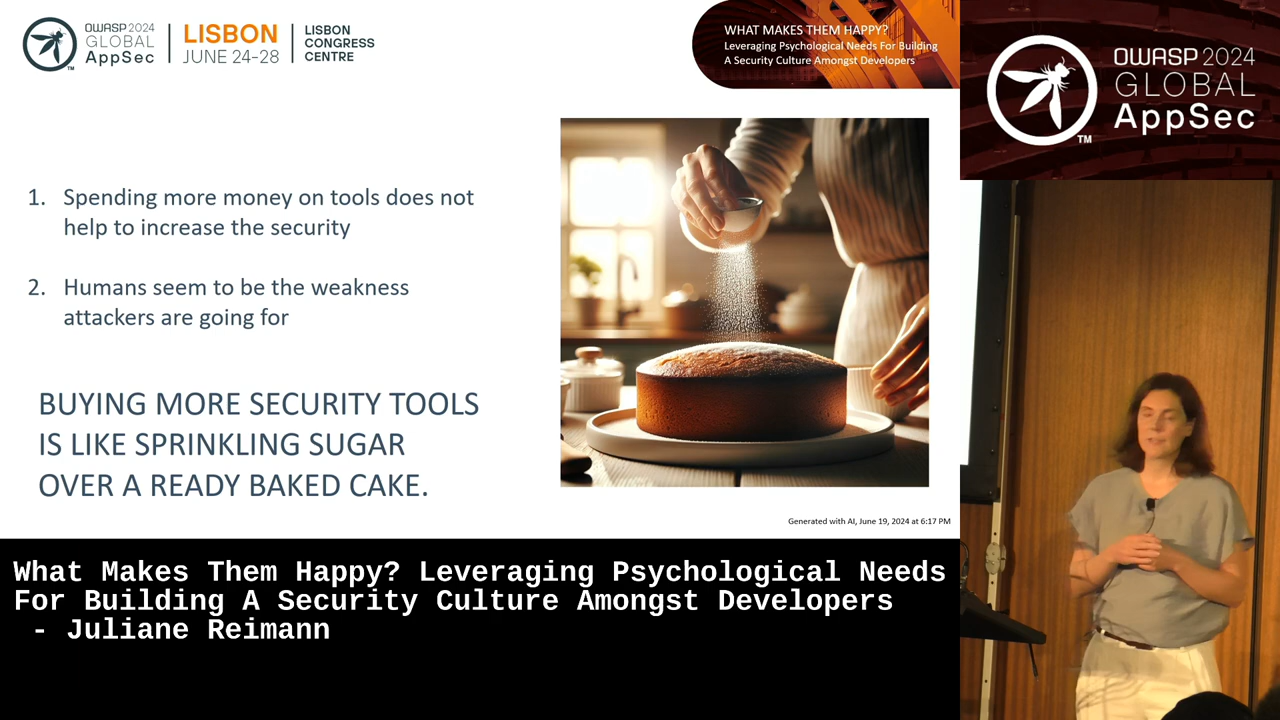 OWASP 2024
GLOBAL
AppSec
TM
LISBON
JUNE 24-28
LISBON
CONGRESS
CENTRE
WHAT MAKES THEM HAPPY?
Leveraging Psychological Needs For Building
A Security Culture Amongst Developers
OWASP 2024
GLOBAL
AppSec
TM
1. Spending more money on tools does not
help to increase the security
2. Humans seem to be the weakness
attackers are going for
BUYING MORE SECURITY TOOLS
IS LIKE SPRINKLING SUGAR
OVER A READY BAKED CAKE.
Generated with AI, June 19, 2024 at 6:17 PM
What Makes Them Happy? Leveraging Psychological Needs
For Building A Security Culture Amongst Developers
- Juliane Reimann